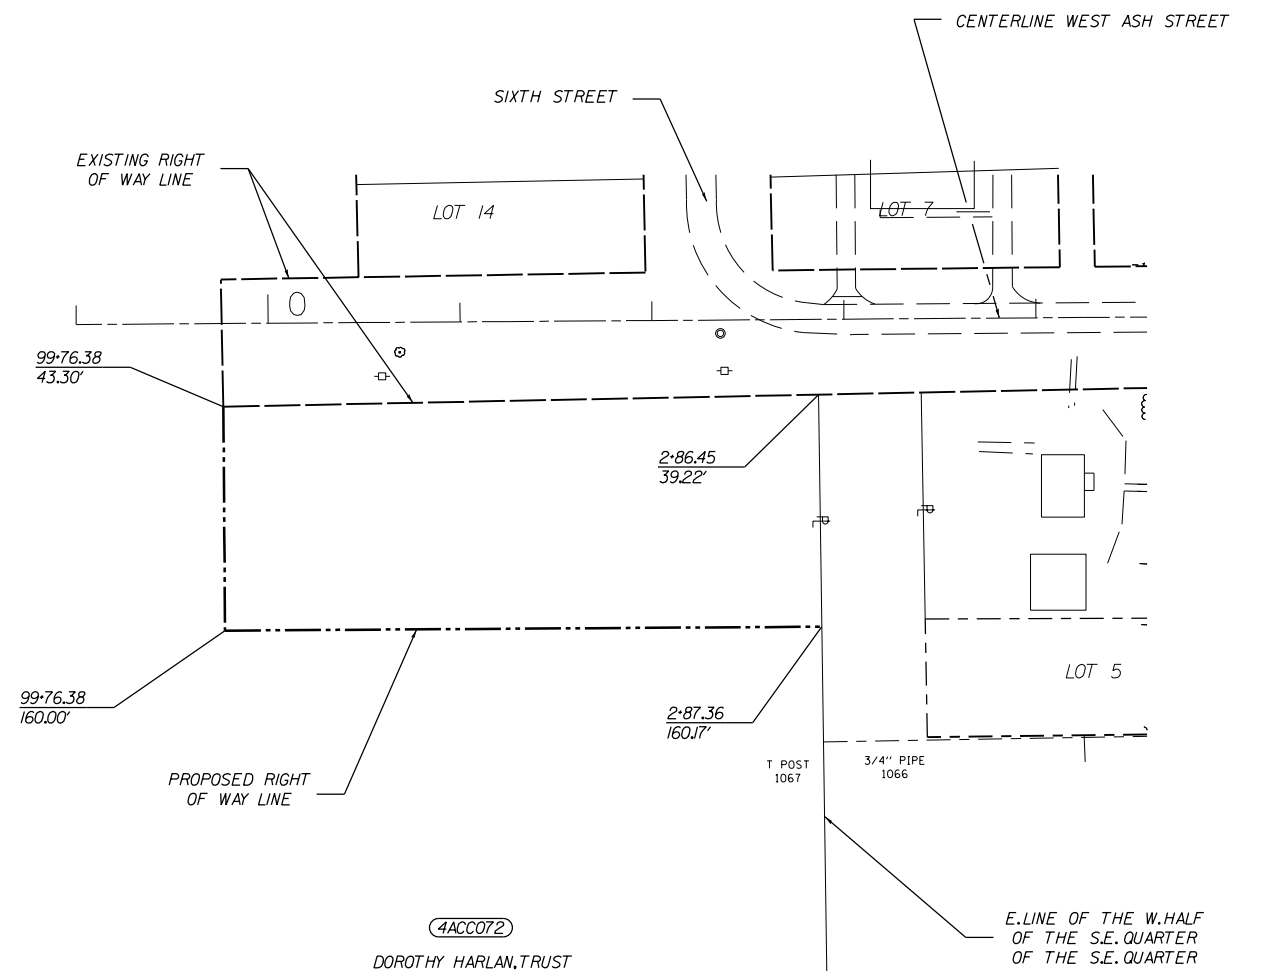 CENTERLINE WEST ASH STREET
SIXTH STREET
EXISTING RIGHT
OF WAY LINE
LOT 14
LOT 7
0
99+76.38
43.30'
2+86.45
39.22'
99+76.38
160.00'
2+87.36
160.17'
LOT 5
T POST
1067
3/4" PIPE
1066
PROPOSED RIGHT
OF WAY LINE
4ACC072
DOROTHY HARLAN, TRUST
E.LINE OF THE W.HALF
OF THE S.E. QUARTER
OF THE S.E. QUARTER